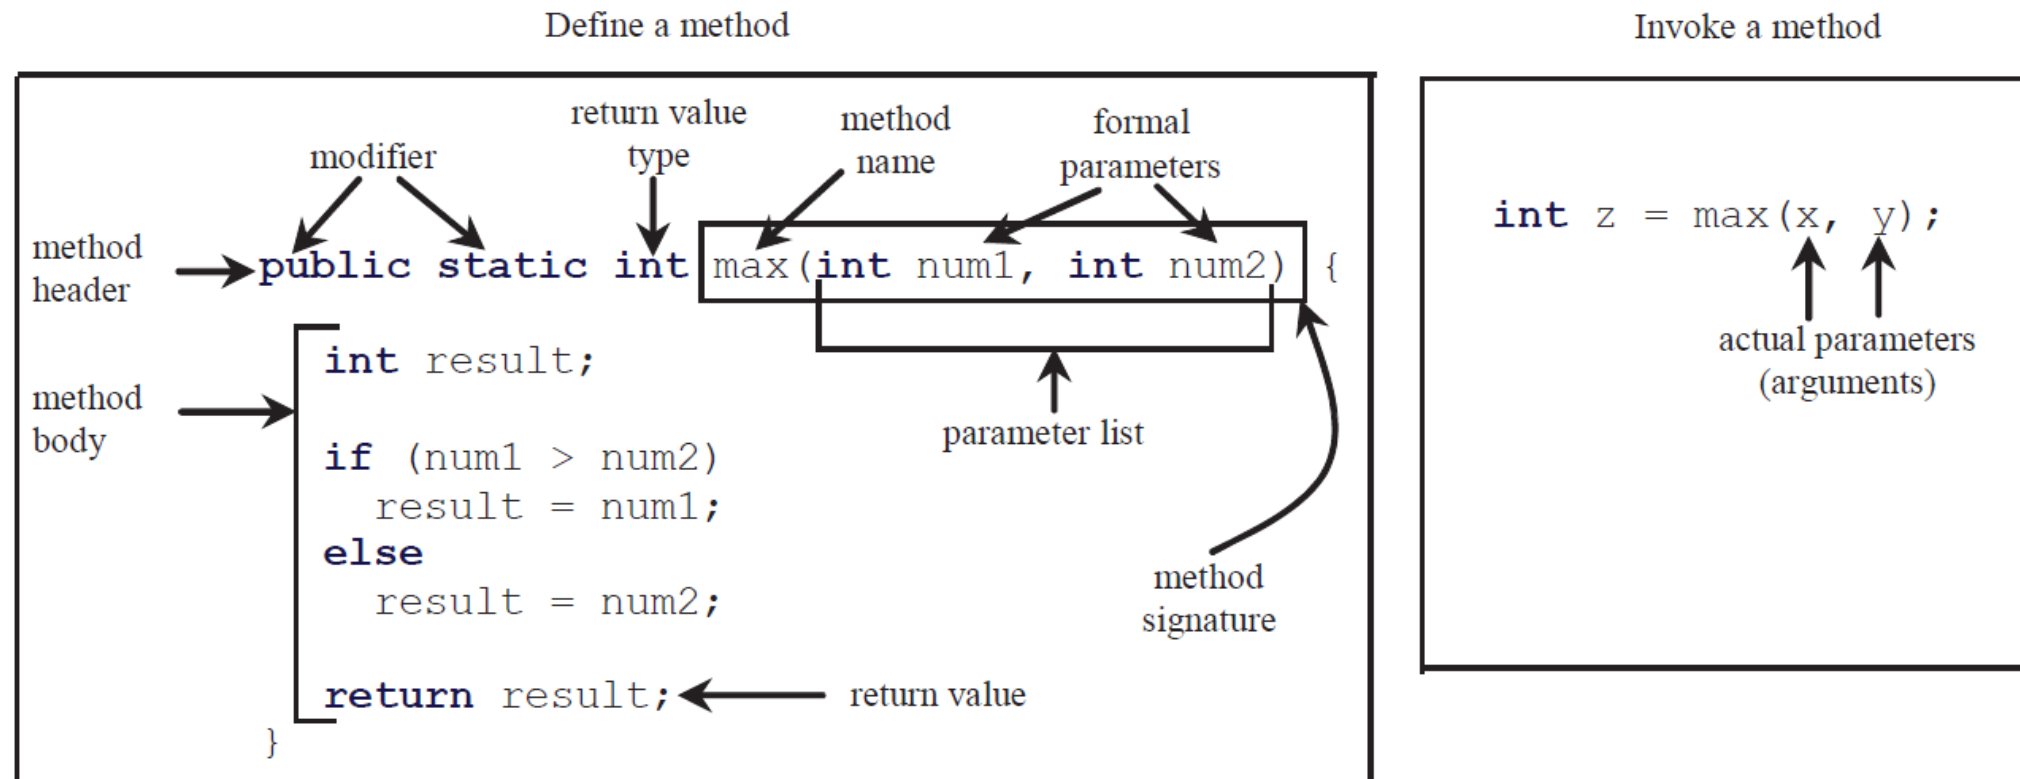 Define a method
Invoke a method
return value
type
method
name
formal
parameters
modifier
method
header
public static int max(int num1, int num2) {
int z = max(x, y);
actual parameters
(arguments)
int result;
method
body
parameter list
if (num1 > num2)
result = num1;
else
result = num2;
method
signature
return result;
return value
}